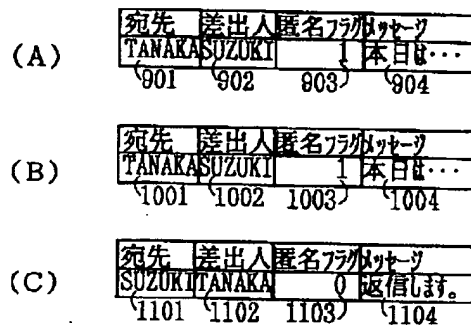 宛先 差出人 匿名フラグ メッセージ
(A) TANAKA SUZUKI 1 本日は・・・
901 902 903 904
宛先 差出人 匿名フラグ メッセージ
(B) TANAKA SUZUKI 1 本日は・・・
1001 1002 1003 1004
宛先 差出人 匿名フラグ メッセージ
(C) SUZUKI TANAKA 0 返信します。
1101 1102 1103 1104